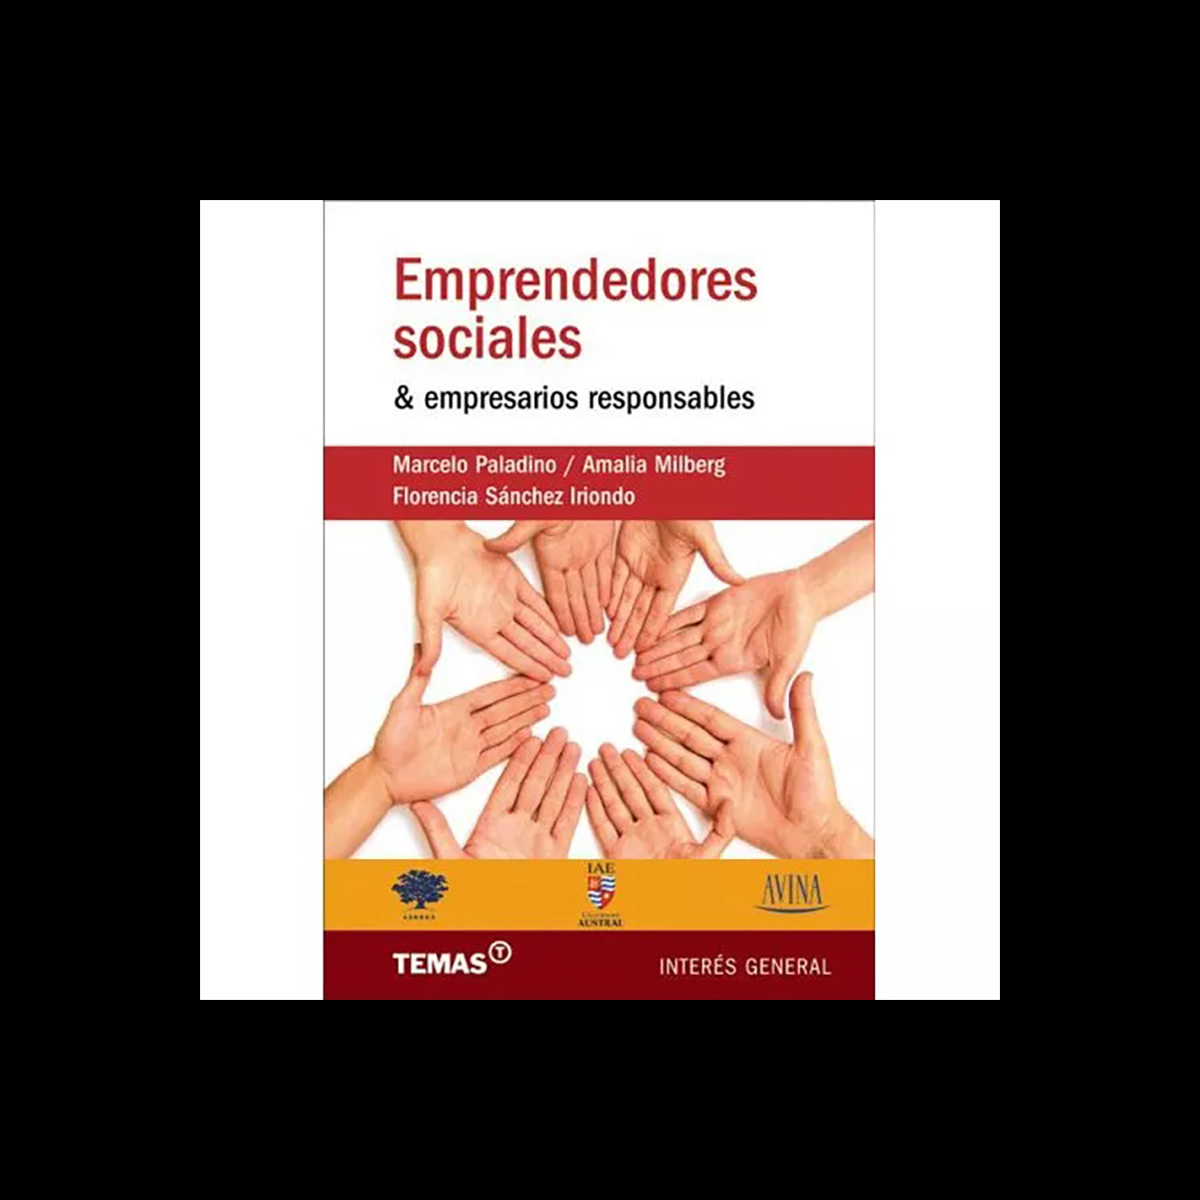 Emprendedores
sociales
& empresarios responsables
Marcelo Paladino / Amalia Milberg
Florencia Sánchez Iriondo
IAE
AUSTRAL
AVINA
TEMAS T
INTERÉS GENERAL